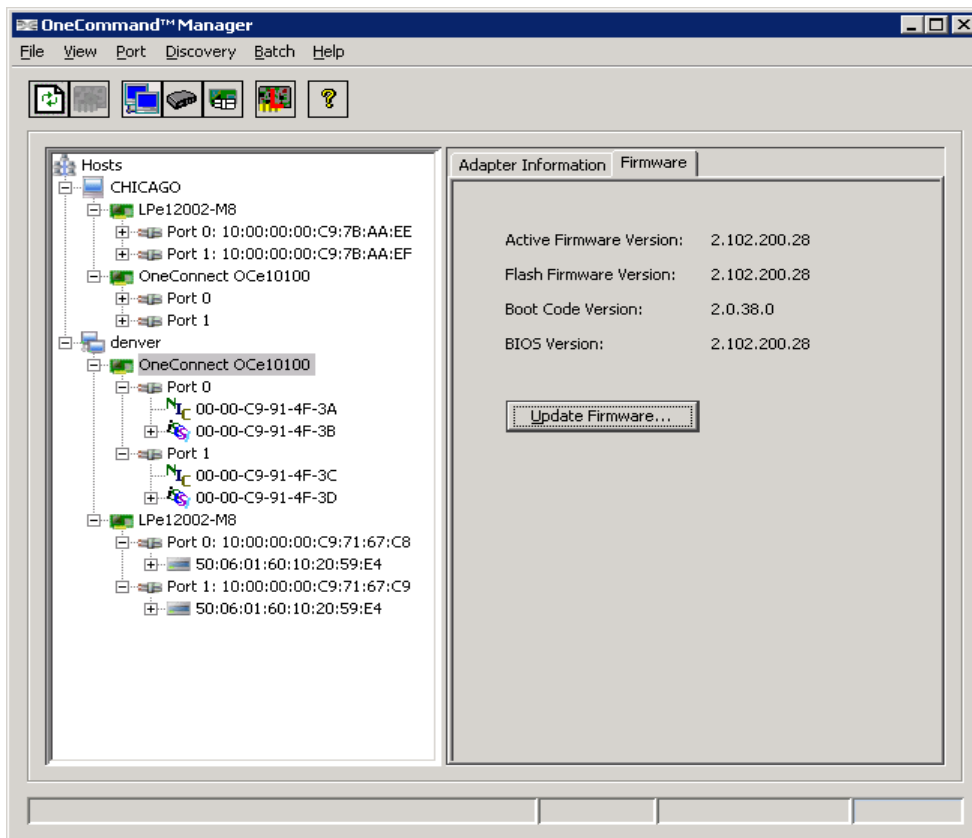 OneCommand™ Manager
File View Port Discovery Batch Help
Hosts
CHICAGO
LPe12002-M8
Port 0: 10:00:00:00:C9:7B:AA:EE
Port 1: 10:00:00:00:C9:7B:AA:EF
OneConnect OCe10100
Port 0
Port 1
denver
OneConnect OCe10100
Port 0
NIC 00-00-C9-91-4F-3A
00-00-C9-91-4F-3B
Port 1
NIC 00-00-C9-91-4F-3C
00-00-C9-91-4F-3D
LPe12002-M8
Port 0: 10:00:00:00:C9:71:67:C8
50:06:01:60:10:20:59:E4
Port 1: 10:00:00:00:C9:71:67:C9
50:06:01:60:10:20:59:E4
Adapter Information Firmware
Active Firmware Version: 2.102.200.28
Flash Firmware Version: 2.102.200.28
Boot Code Version: 2.0.38.0
BIOS Version: 2.102.200.28
Update Firmware...